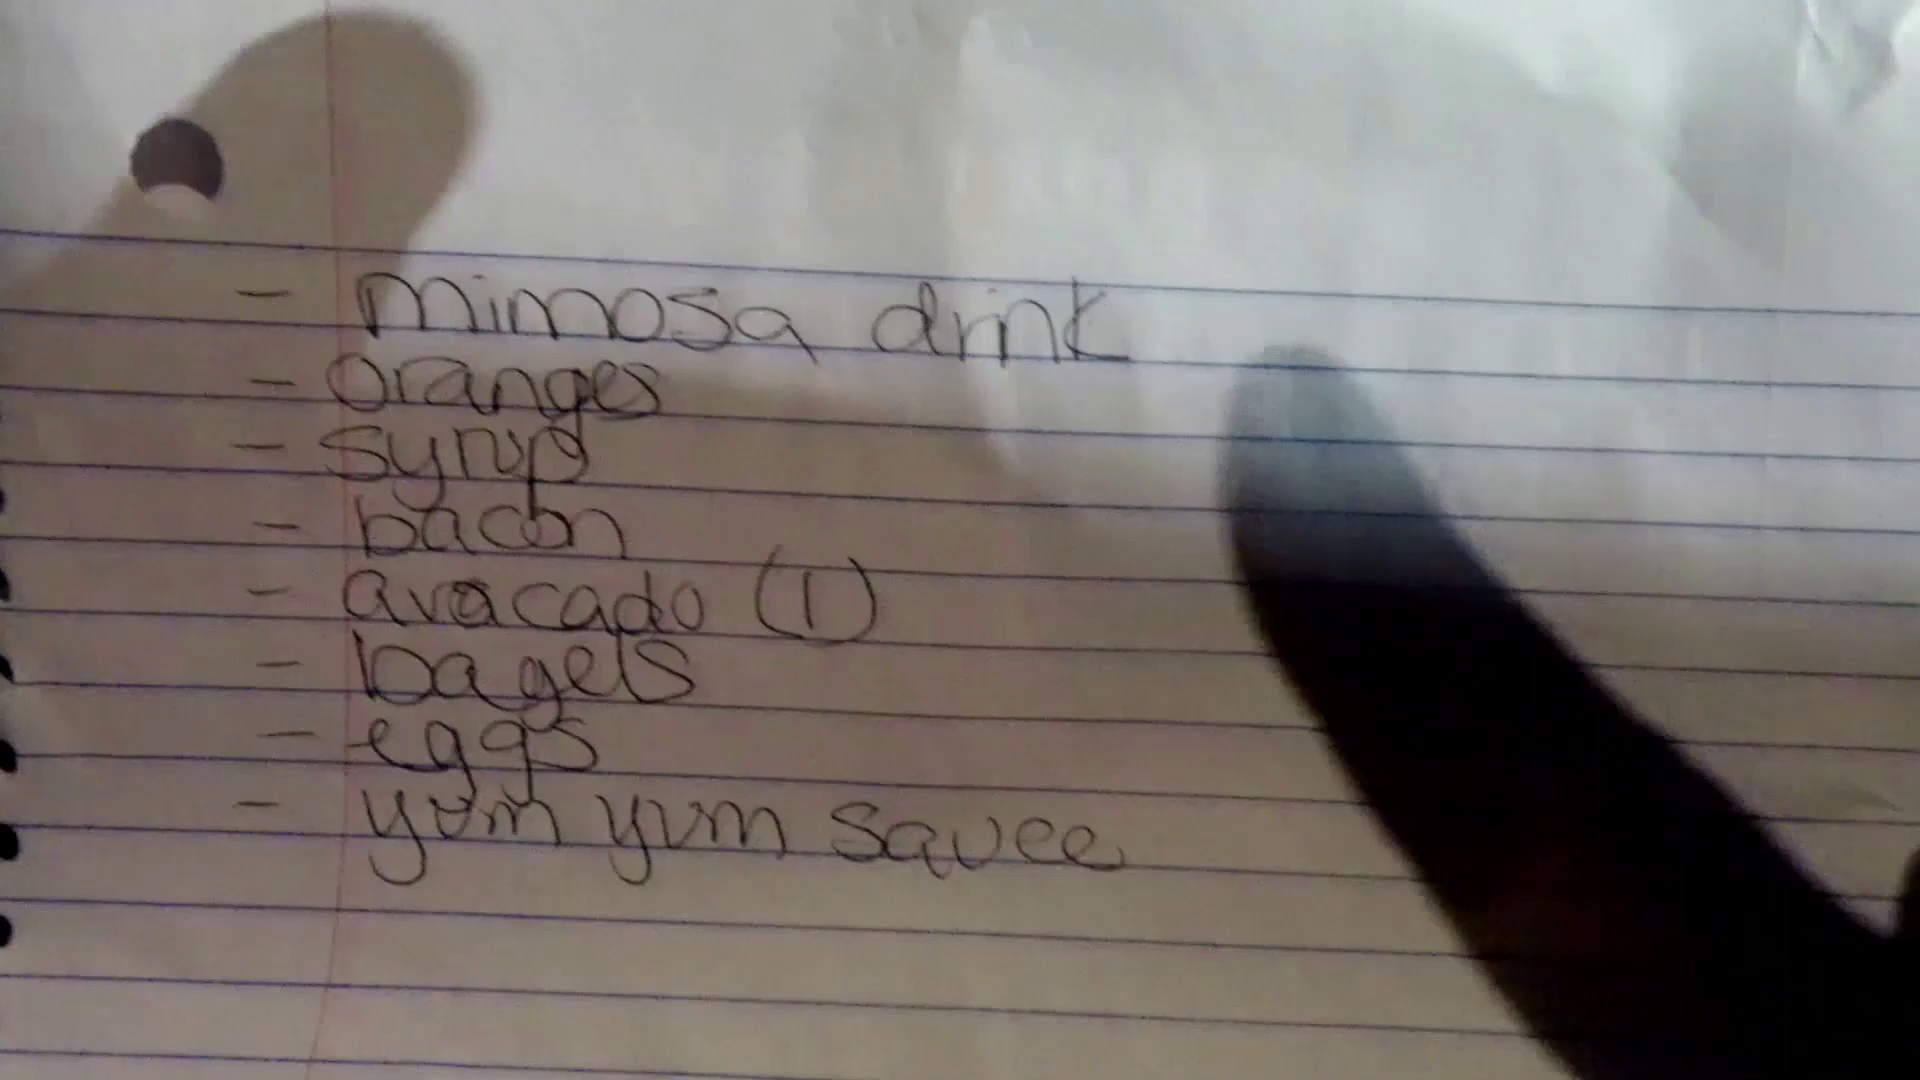 - mimosa drink
- oranges
- syrup
- bacon
- avacado (1)
- bagels
- eggs
- yum yum sauce